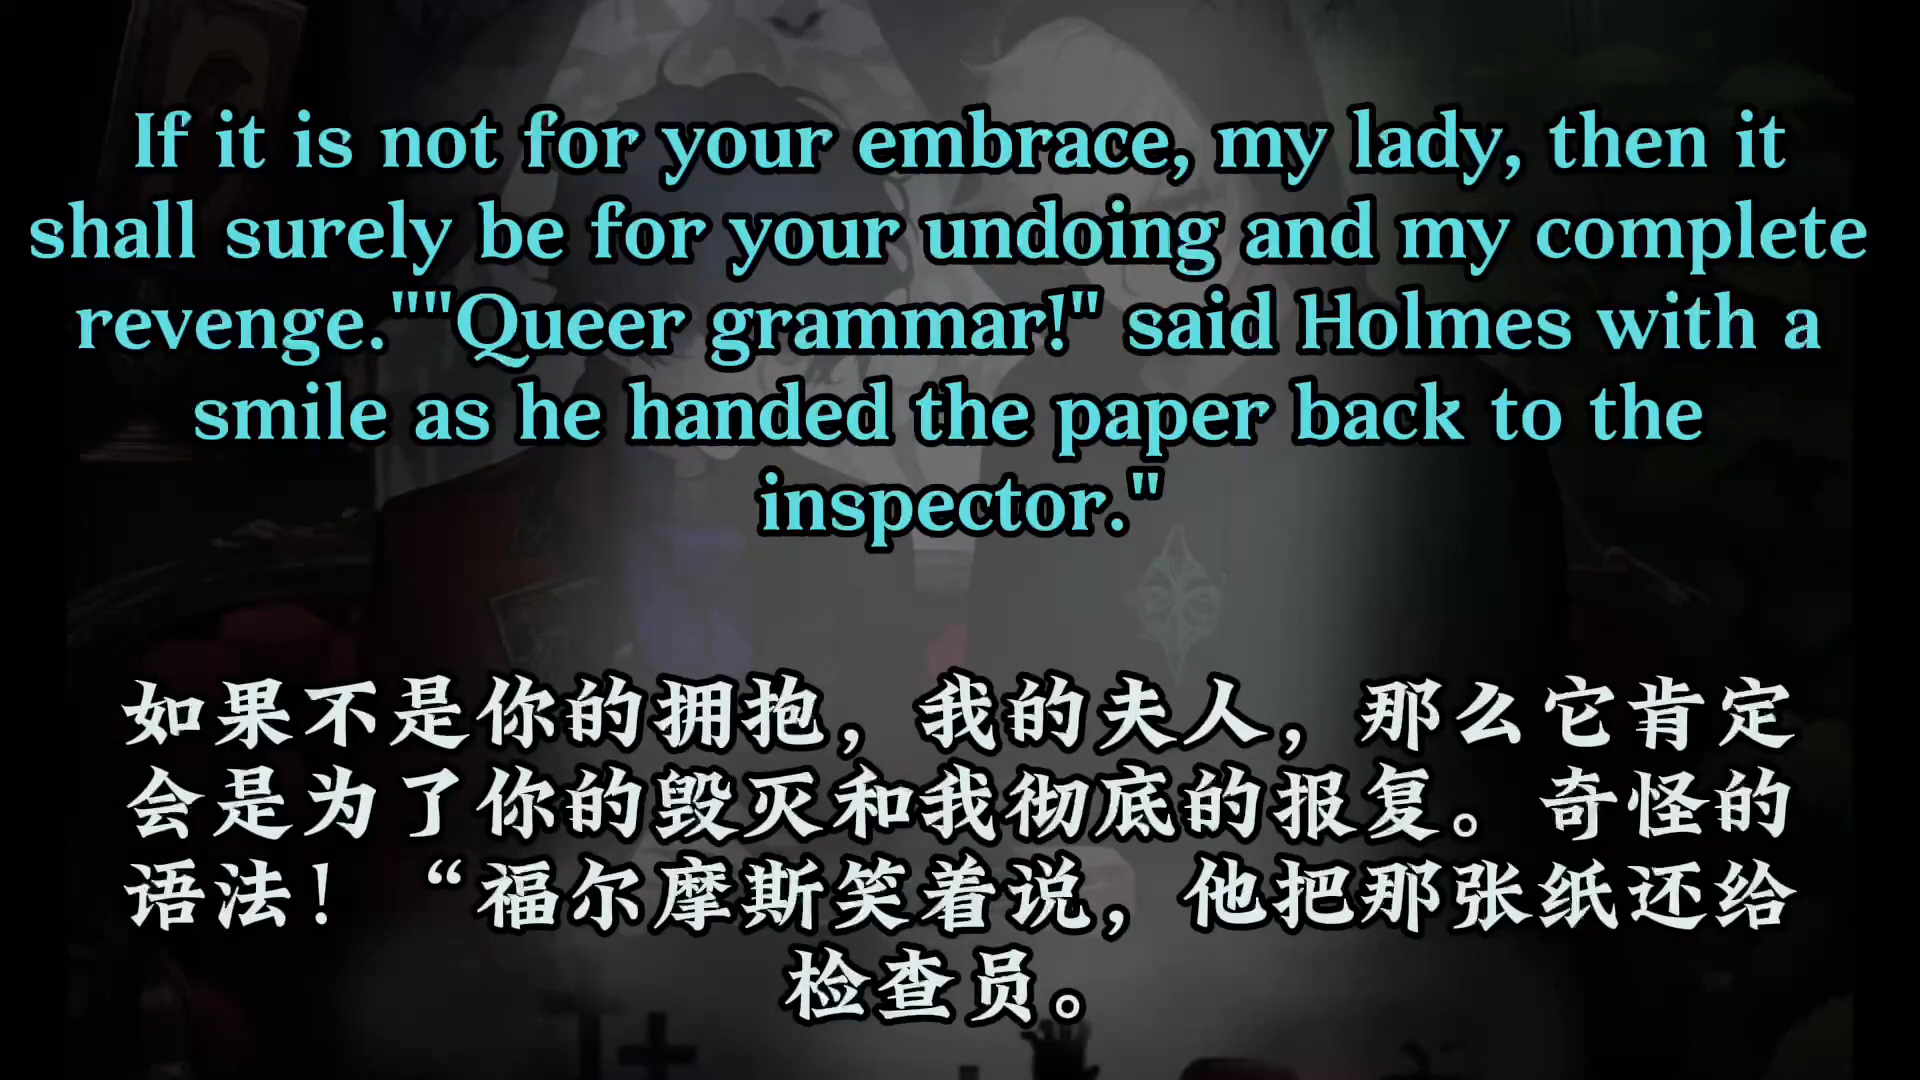 If it is not for your embrace, my lady, then it
shall surely be for your undoing and my complete
revenge.""Queer grammar!" said Holmes with a
smile as he handed the paper back to the
inspector."
如果不是你的拥抱，我的夫人，那么它肯定
会是为了你的毁灭和我彻底的报复。奇怪的
语法！“福尔摩斯笑着说，他把那张纸还给
检查员。